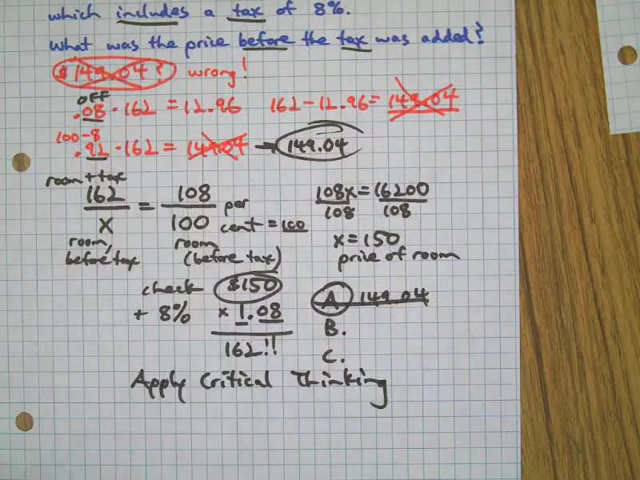 which includes a tax of 8%.
What was the price before the tax was added?
$149.04? wrong!
OFF
.08 · 162 = 12.96 162 - 12.96 = 149.04
100-8
.92 · 162 = 149.04 → 149.04
room + tax
162 / x = 108 / 100 per cent = 100
room, before tax
room (before tax)
108x = 16200
108 108
x = 150
price of room
check $150
+ 8% × 1.08
162!!
A 149.04
B.
C.
Apply Critical Thinking